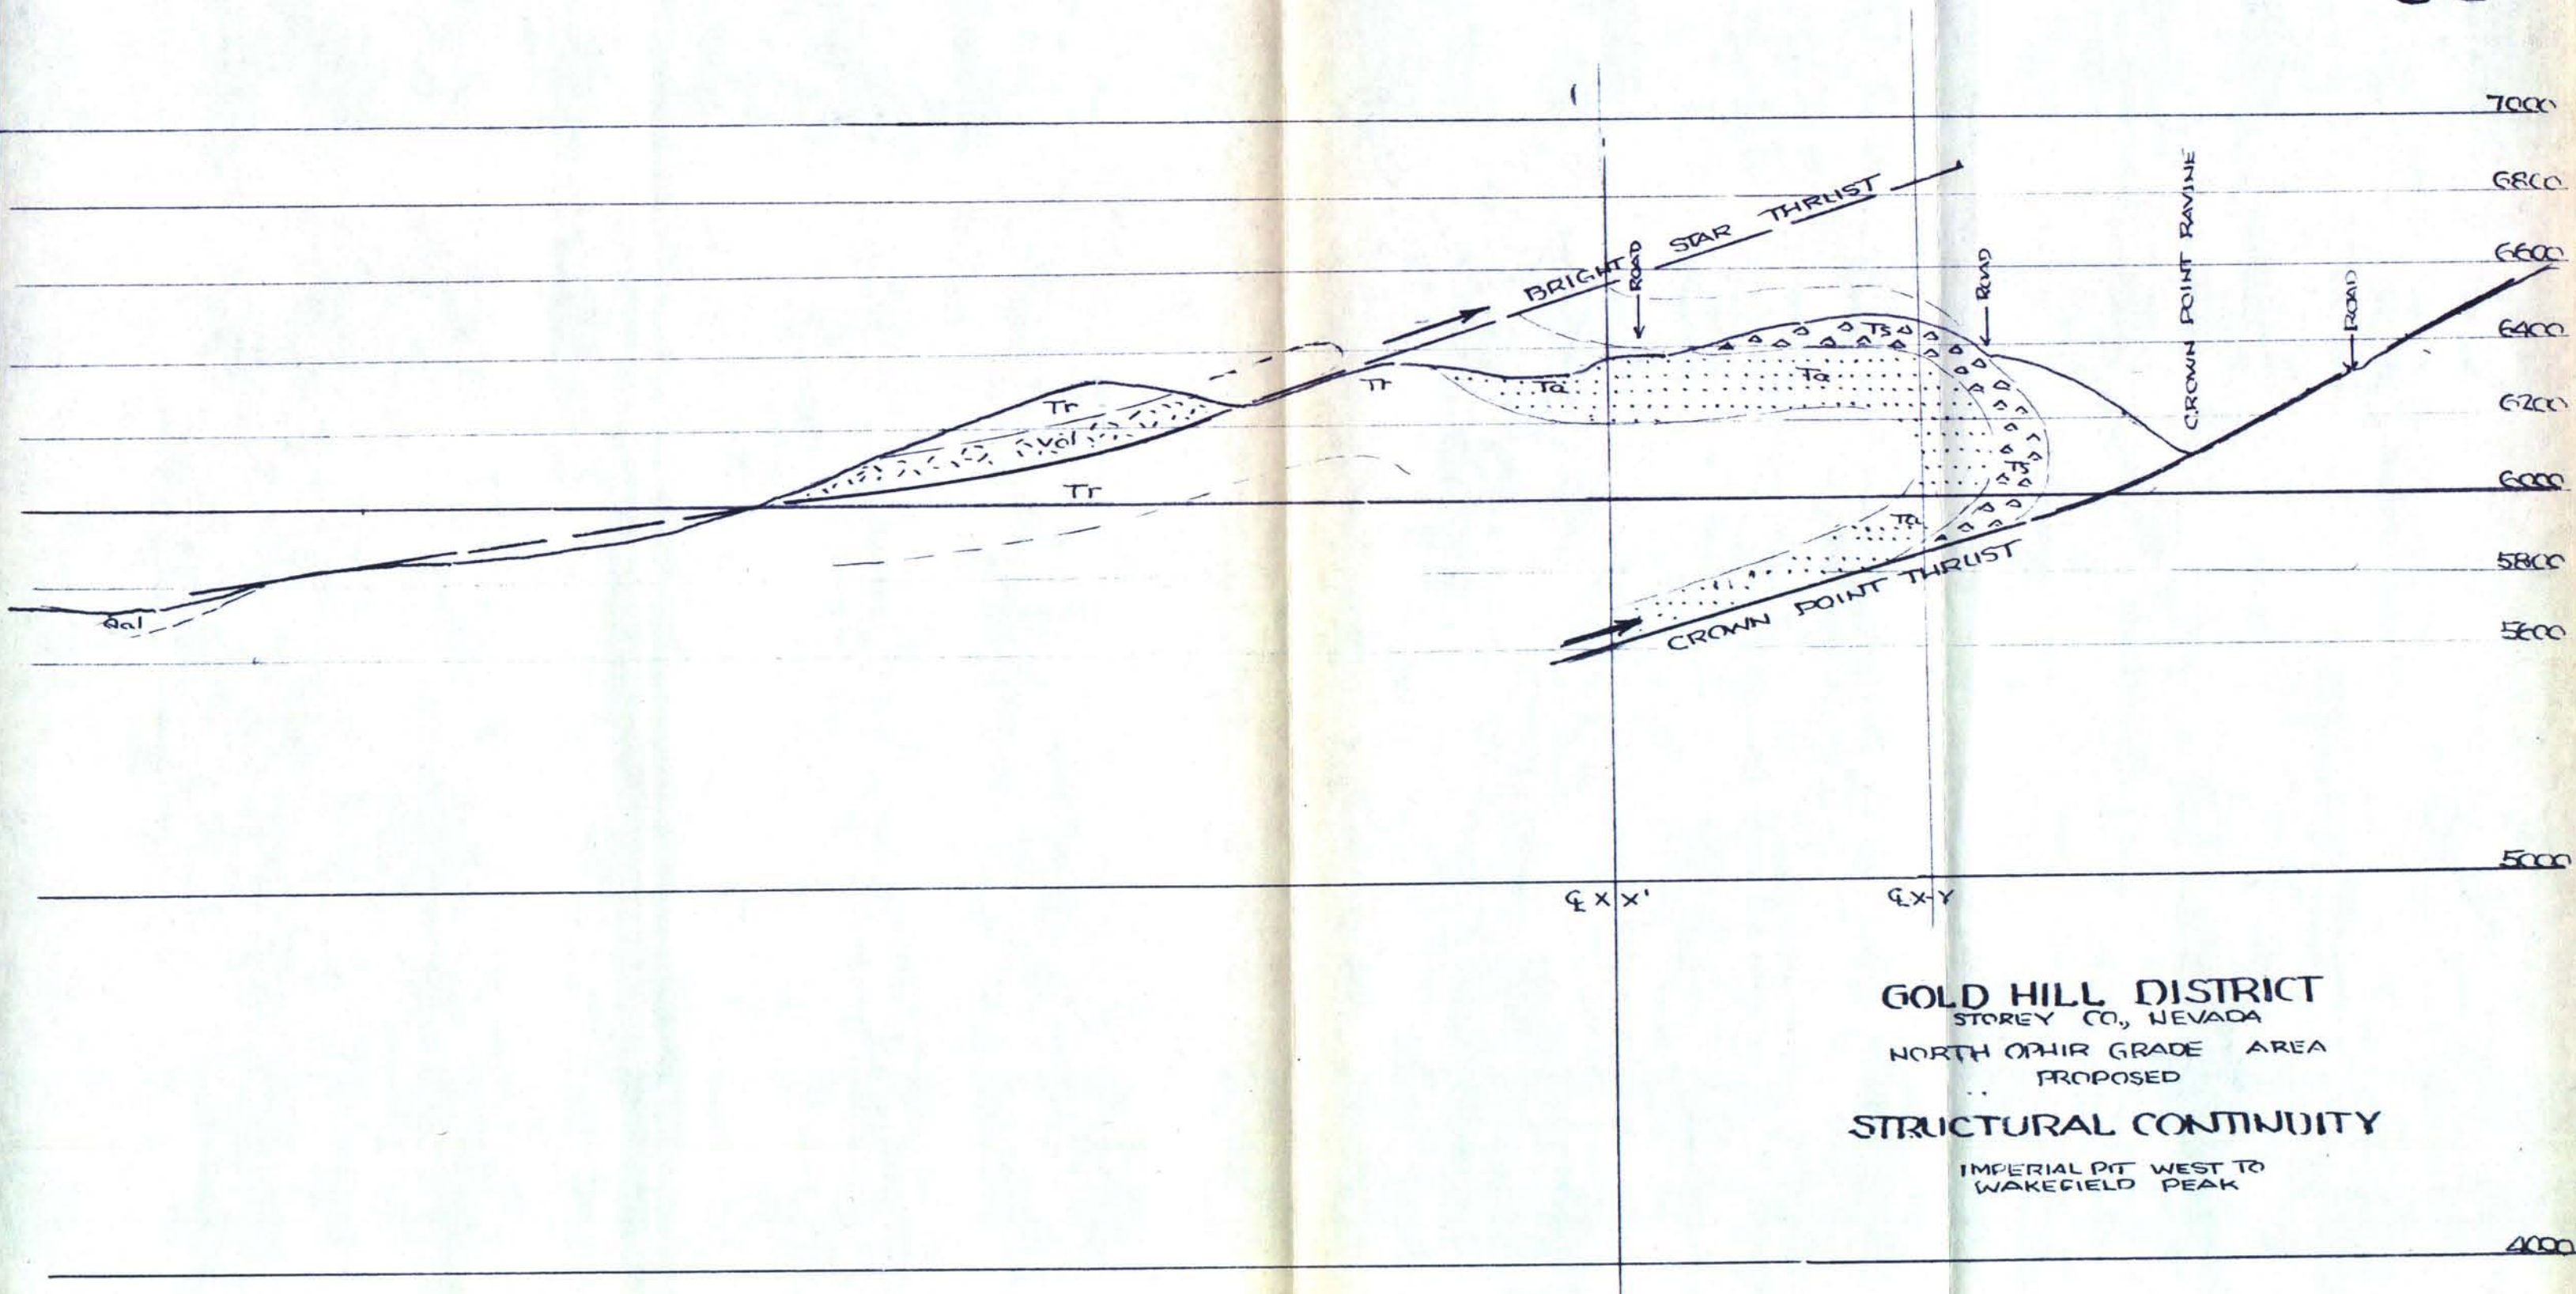 7000
6800
6600
6400
6200
6000
5800
5600
5000
4000
BRIGHT STAR THRUST
ROAD
ROAD
CROWN POINT RAVINE
ROAD
Tr
Vol
Tr
Tr
Ta
Ts
Ta
Ts
Ta
Qal
CROWN POINT THRUST
℄ X X'
℄ X-Y
GOLD HILL DISTRICT
STOREY CO., NEVADA
NORTH OPHIR GRADE AREA
PROPOSED
STRUCTURAL CONTINUITY
IMPERIAL PIT WEST TO
WAKEFIELD PEAK